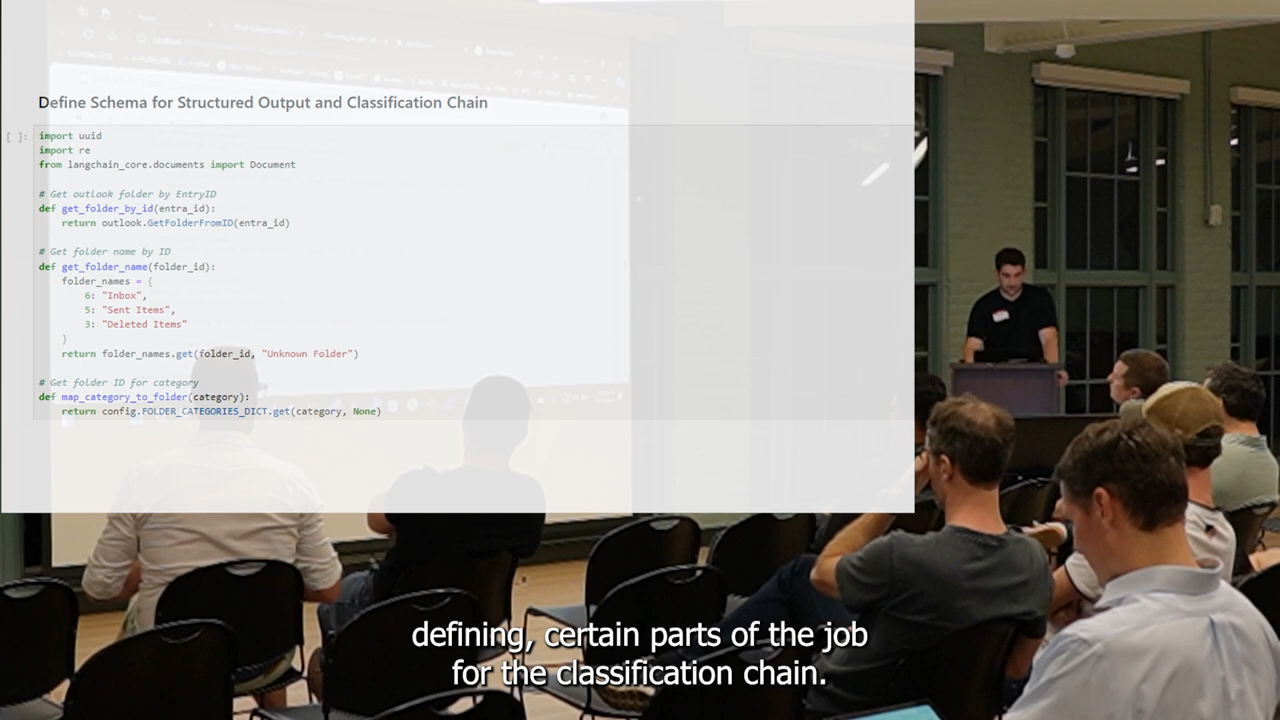 Define Schema for Structured Output and Classification Chain
[ ]:
import uuid
import re
from langchain_core.documents import Document
# Get outlook folder by EntryID
def get_folder_by_id(entra_id):
    return outlook.GetFolderFromID(entra_id)
# Get folder name by ID
def get_folder_name(folder_id):
    folder_names = {
        6: "Inbox",
        5: "Sent Items",
        3: "Deleted Items"
    }
    return folder_names.get(folder_id, "Unknown Folder")
# Get folder ID for category
def map_category_to_folder(category):
    return config.FOLDER_CATEGORIES_DICT.get(category, None)
defining, certain parts of the job
for the classification chain.